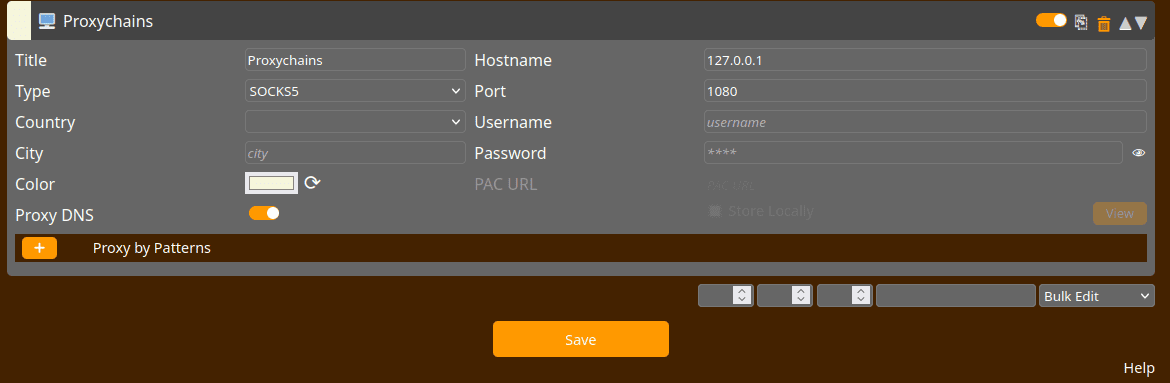 Proxychains
Title Proxychains Hostname 127.0.0.1
Type SOCKS5 Port 1080
Country Username username
City city Password ****
Color PAC URL PAC URL
Proxy DNS Store Locally View
+ Proxy by Patterns
Bulk Edit
Save
Help